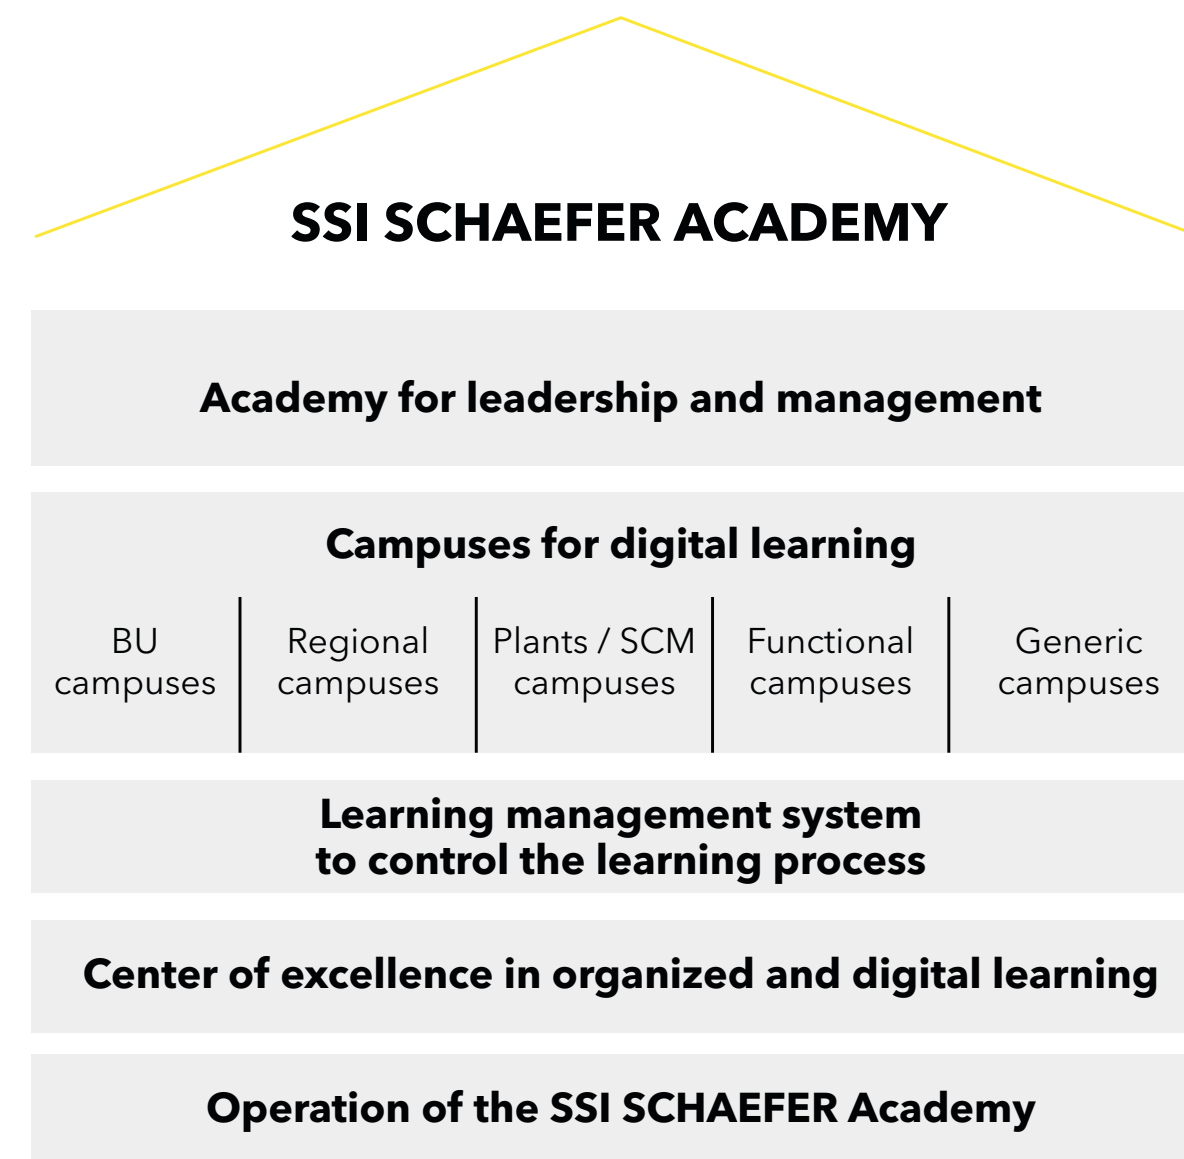 SSI SCHAEFER ACADEMY
Academy for leadership and management
Campuses for digital learning
BU
campuses
Regional
campuses
Plants / SCM
campuses
Functional
campuses
Generic
campuses
Learning management system
to control the learning process
Center of excellence in organized and digital learning
Operation of the SSI SCHAEFER Academy